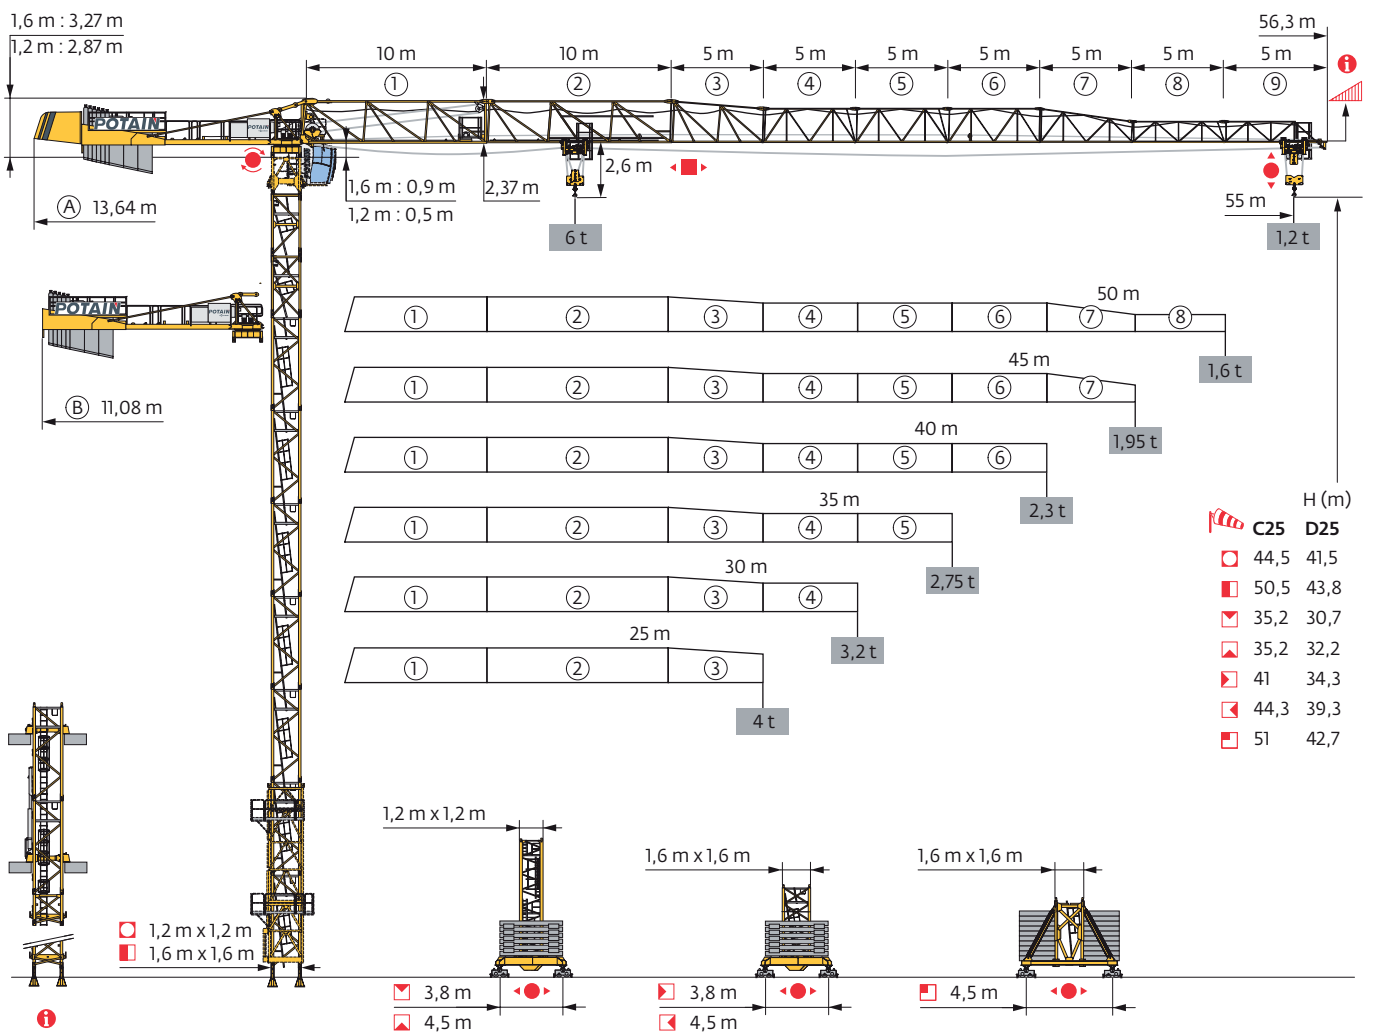 1,6 m : 3,27 m
1,2 m : 2,87 m
56,3 m
10 m 10 m 5 m 5 m 5 m 5 m 5 m 5 m 5 m
1 2 3 4 5 6 7 8 9
i
POTAIN
1,6 m : 0,9 m
1,2 m : 0,5 m
2,37 m
2,6 m
A 13,64 m
55 m
6 t
1,2 t
POTAIN
POTAIN
B 11,08 m
50 m
1 2 3 4 5 6 7 8
1,6 t
45 m
1 2 3 4 5 6 7
1,95 t
40 m
1 2 3 4 5 6
2,3 t
35 m
1 2 3 4 5
2,75 t
30 m
1 2 3 4
3,2 t
25 m
1 2 3
4 t
H (m)
C25 D25
44,5 41,5
50,5 43,8
35,2 30,7
35,2 32,2
41 34,3
44,3 39,3
51 42,7
1,2 m x 1,2 m
1,6 m x 1,6 m
1,2 m x 1,2 m
1,6 m x 1,6 m
1,6 m x 1,6 m
i
3,8 m
4,5 m
3,8 m
4,5 m
4,5 m